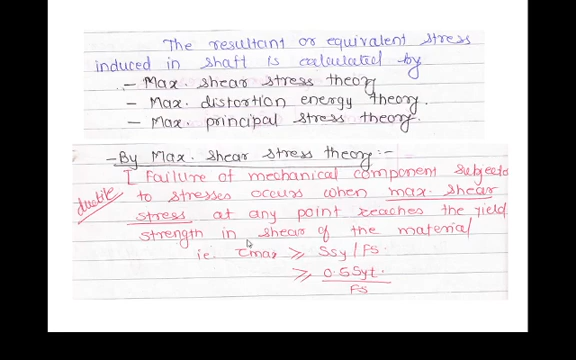 The resultant or equivalent stress
induced in shaft is calculated by
- Max. shear stress theory
- Max. distortion energy theory.
- Max. principal stress theory.
- By Max. shear stress theory :-
[ Failure of mechanical component subjects
ductile
to stresses occurs when max. shear
stress at any point reaches the yield
strength in shear of the material
ie. τmax ≥ Ssy/FS.
≥ 0.5Syt.
FS